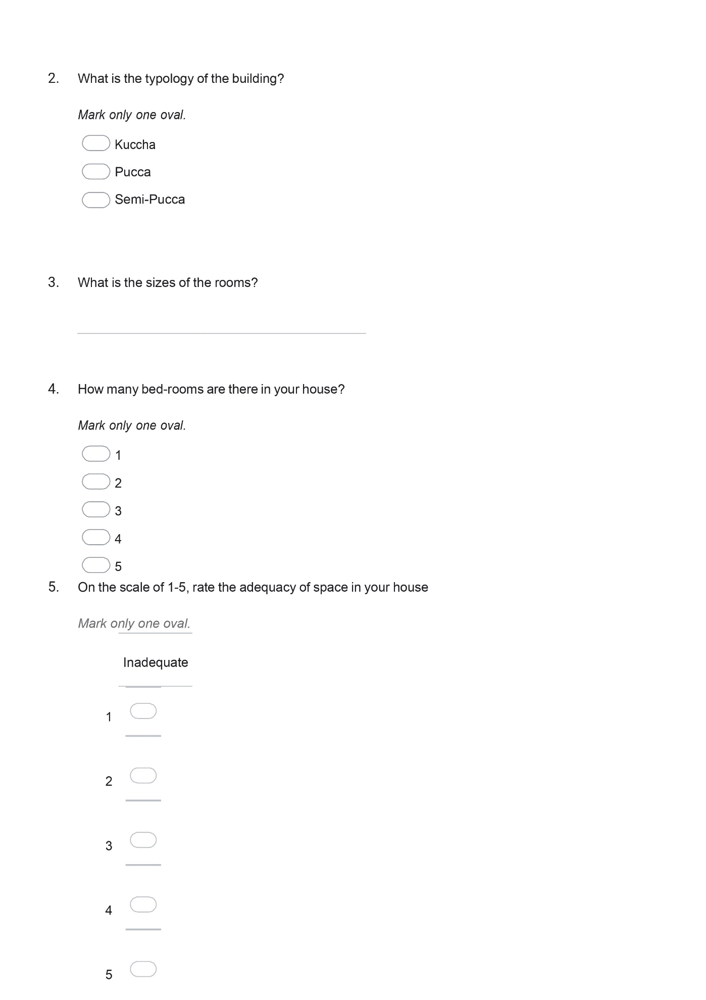 2. What is the typology of the building?
Mark only one oval.
Kuccha
Pucca
Semi-Pucca
3. What is the sizes of the rooms?
4. How many bed-rooms are there in your house?
Mark only one oval.
1
2
3
4
5
5. On the scale of 1-5, rate the adequacy of space in your house
Mark only one oval.
Inadequate
1
2
3
4
5